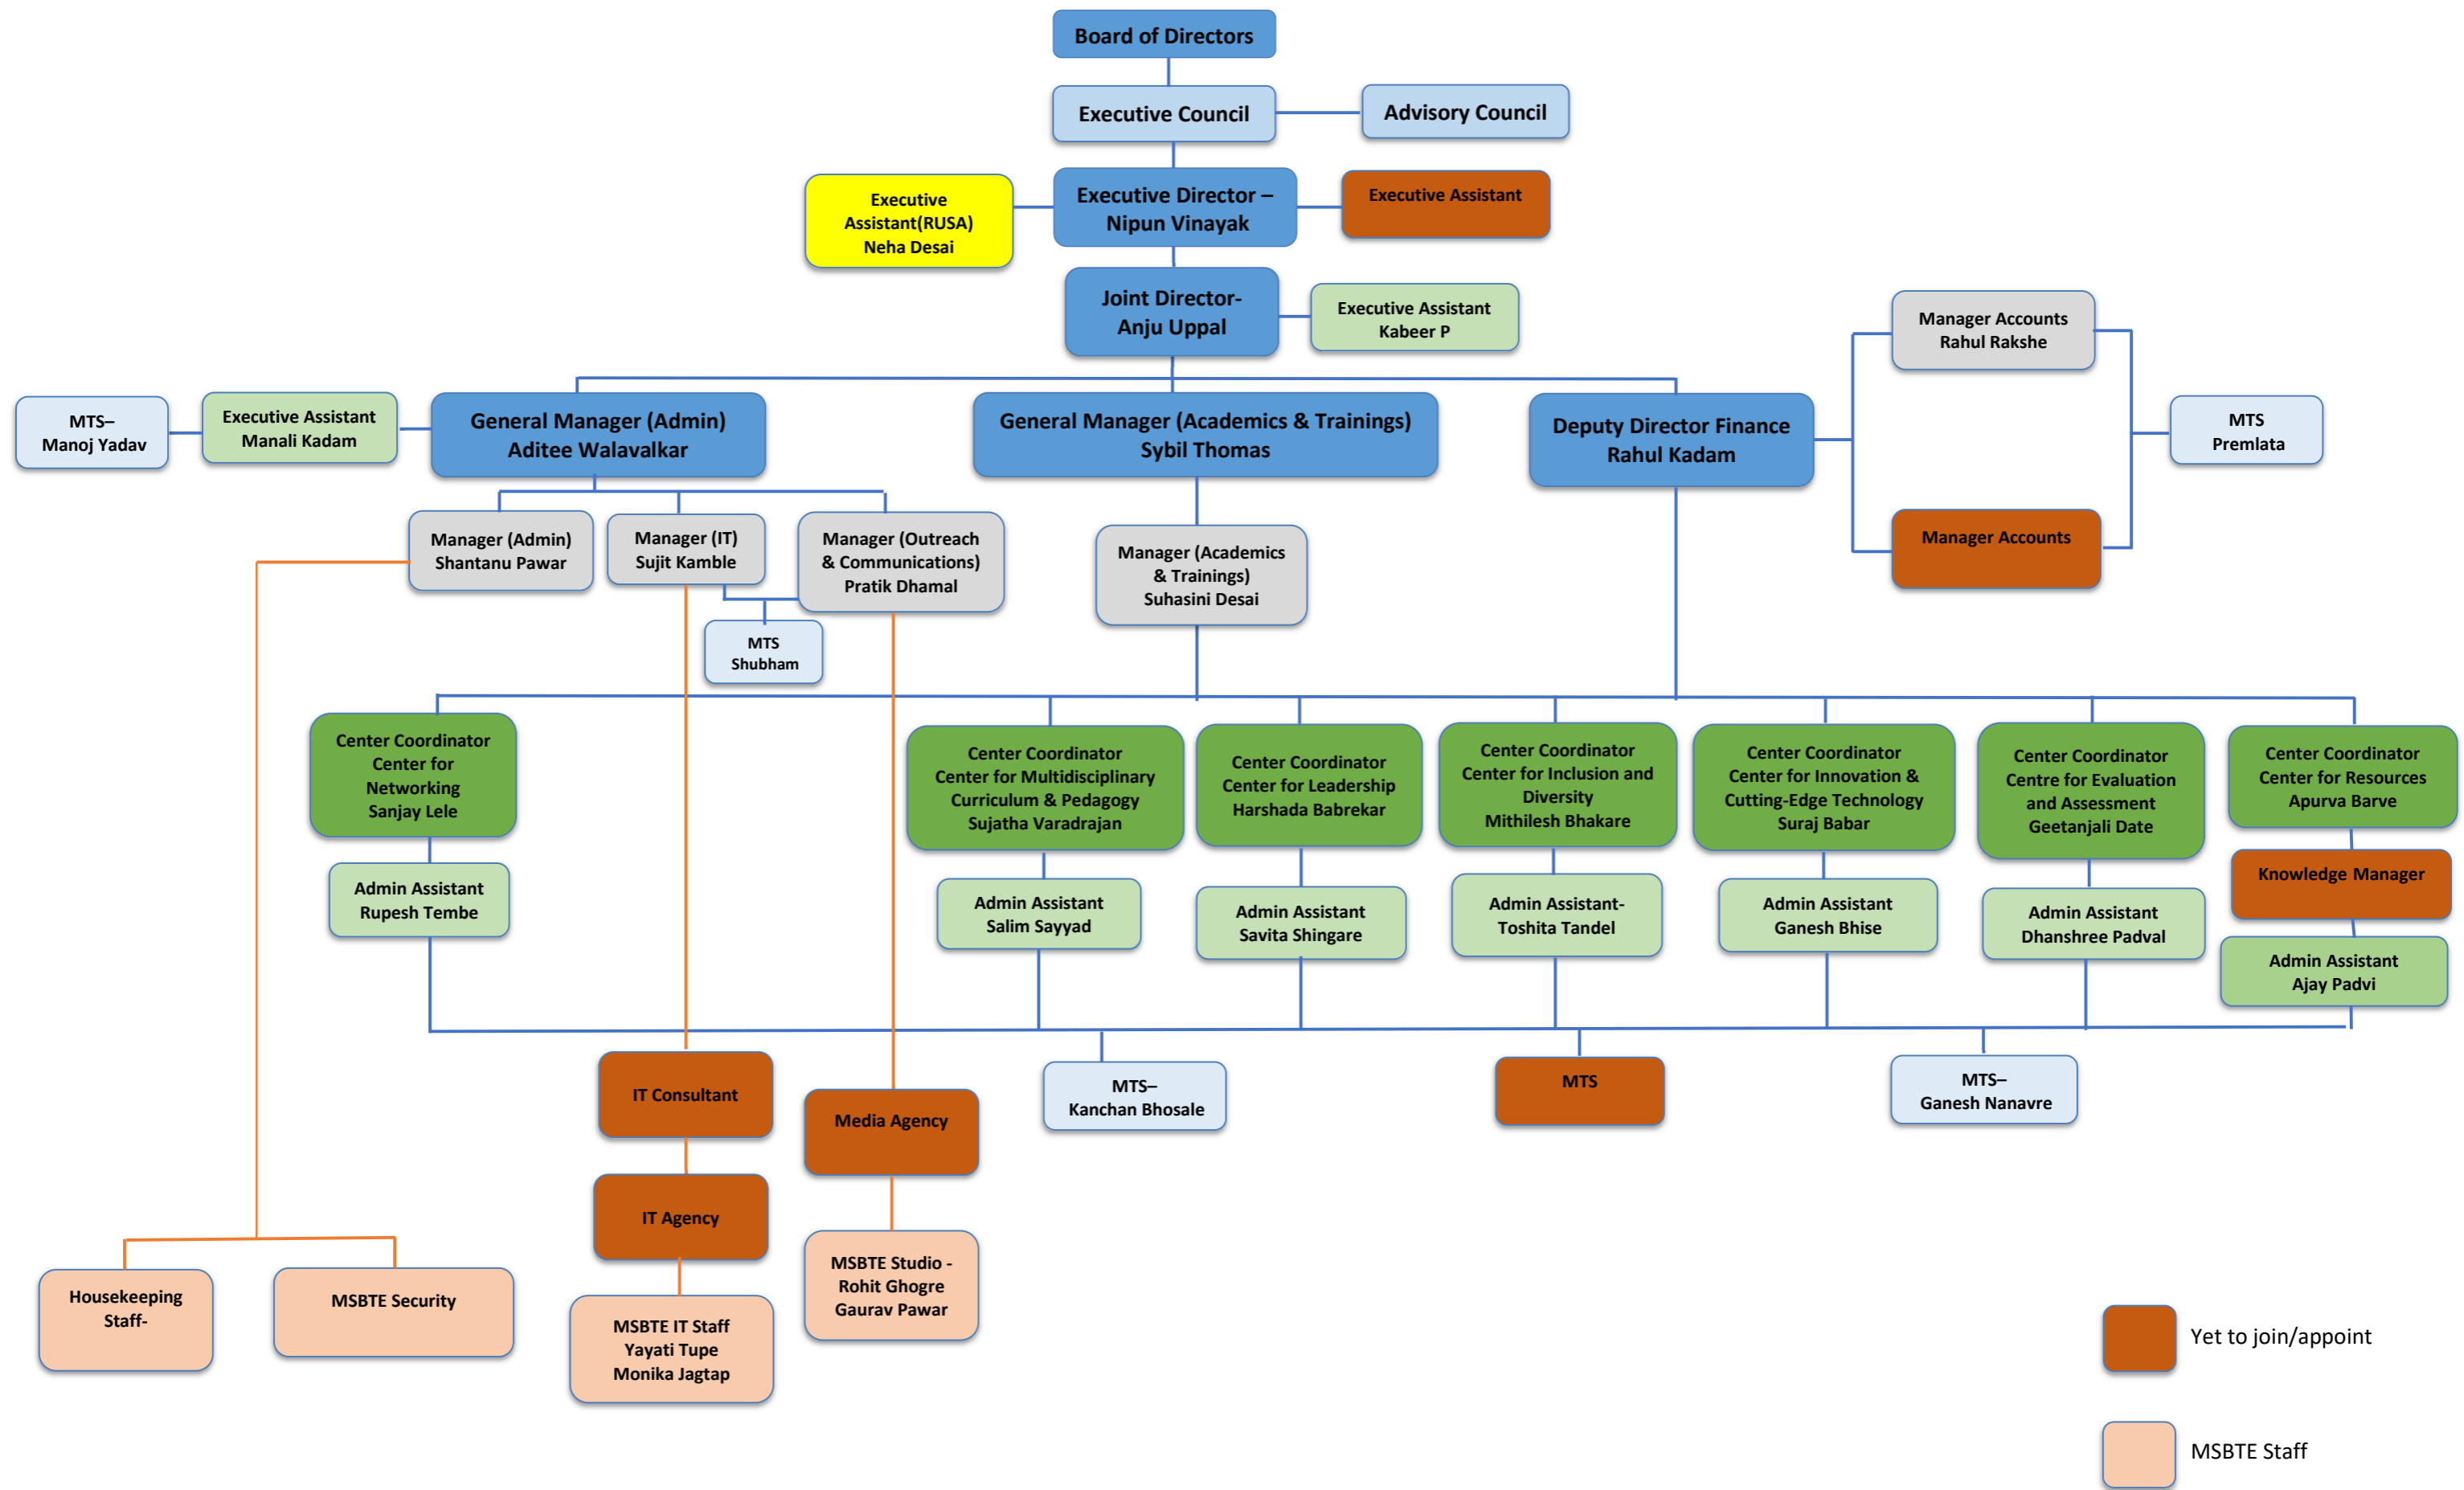 Board of Directors
Executive Council
Advisory Council
Executive
Assistant(RUSA)
Neha Desai
Executive Director –
Nipun Vinayak
Executive Assistant
Joint Director-
Anju Uppal
Executive Assistant
Kabeer P
Manager Accounts
Rahul Rakshe
MTS–
Manoj Yadav
Executive Assistant
Manali Kadam
General Manager (Admin)
Aditee Walavalkar
General Manager (Academics & Trainings)
Sybil Thomas
Deputy Director Finance
Rahul Kadam
MTS
Premlata
Manager (Admin)
Shantanu Pawar
Manager (IT)
Sujit Kamble
Manager (Outreach
& Communications)
Pratik Dhamal
Manager (Academics
& Trainings)
Suhasini Desai
Manager Accounts
MTS
Shubham
Center Coordinator
Center for
Networking
Sanjay Lele
Center Coordinator
Center for Multidisciplinary
Curriculum & Pedagogy
Sujatha Varadrajan
Center Coordinator
Center for Leadership
Harshada Babrekar
Center Coordinator
Center for Inclusion and
Diversity
Mithilesh Bhakare
Center Coordinator
Center for Innovation &
Cutting-Edge Technology
Suraj Babar
Center Coordinator
Centre for Evaluation
and Assessment
Geetanjali Date
Center Coordinator
Center for Resources
Apurva Barve
Knowledge Manager
Admin Assistant
Rupesh Tembe
Admin Assistant
Salim Sayyad
Admin Assistant
Savita Shingare
Admin Assistant-
Toshita Tandel
Admin Assistant
Ganesh Bhise
Admin Assistant
Dhanshree Padval
Admin Assistant
Ajay Padvi
MTS–
Kanchan Bhosale
MTS
MTS–
Ganesh Nanavre
IT Consultant
Media Agency
IT Agency
Housekeeping
Staff-
MSBTE Security
MSBTE IT Staff
Yayati Tupe
Monika Jagtap
MSBTE Studio -
Rohit Ghogre
Gaurav Pawar
Yet to join/appoint
MSBTE Staff